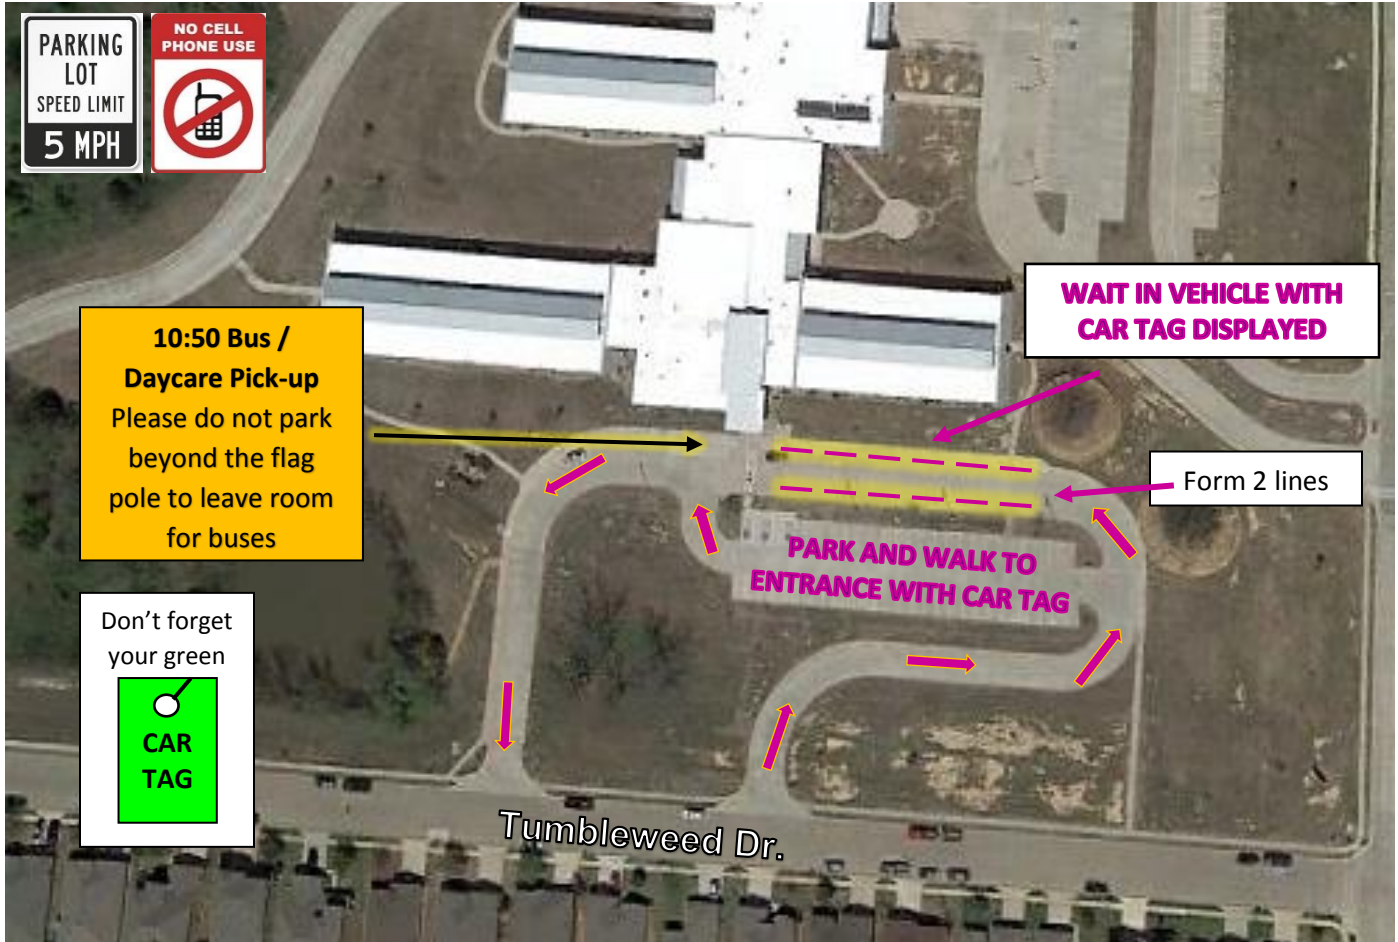 PARKING
LOT
SPEED LIMIT
5 MPH
NO CELL
PHONE USE
WAIT IN VEHICLE WITH
CAR TAG DISPLAYED
10:50 Bus /
Daycare Pick-up
Please do not park
beyond the flag
pole to leave room
for buses
Form 2 lines
PARK AND WALK TO
ENTRANCE WITH CAR TAG
Don’t forget
your green
CAR
TAG
Tumbleweed Dr.